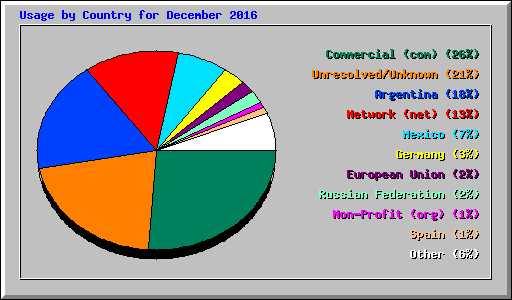 Usage by Country for December 2016
Commercial (com) (26%)
Unresolved/Unknown (21%)
Argentina (18%)
Network (net) (13%)
Mexico (7%)
Germany (3%)
European Union (2%)
Russian Federation (2%)
Non-Profit (org) (1%)
Spain (1%)
Other (6%)